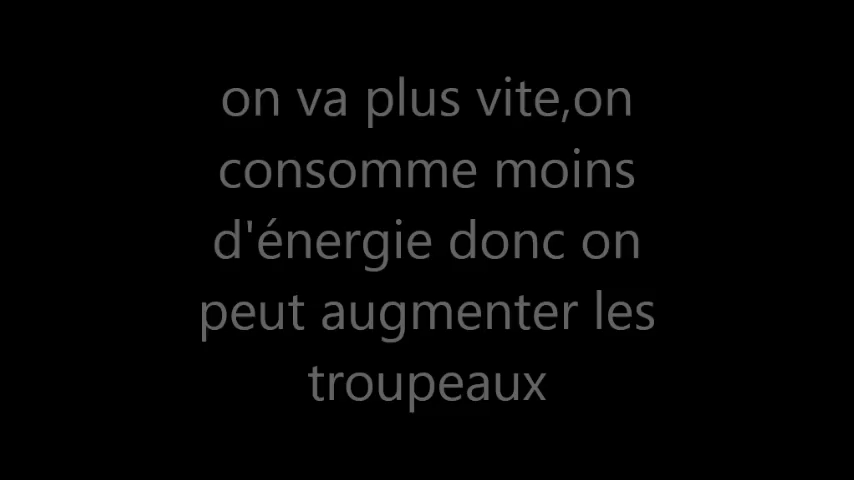 on va plus vite,on
consomme moins
d'énergie donc on
peut augmenter les
troupeaux